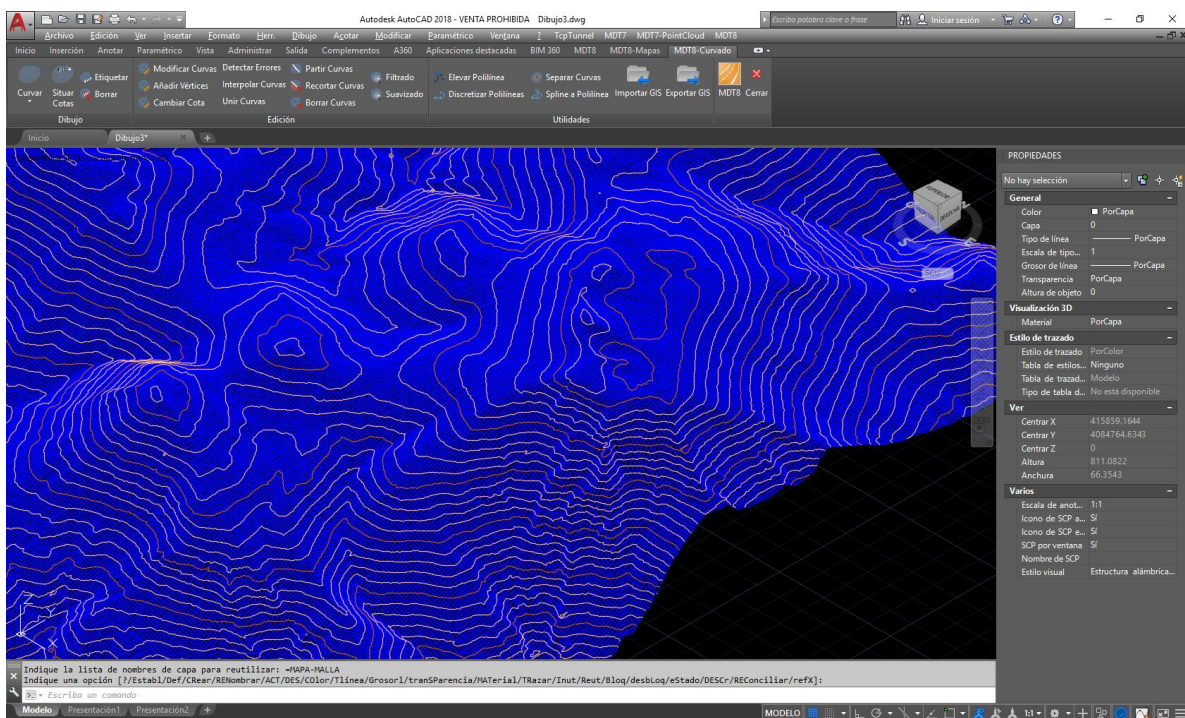 Autodesk AutoCAD 2018 - VENTA PROHIBIDA Dibujo3.dwg
Escriba palabra clave o frase
Iniciar sesión
Archivo Edición Ver Insertar Formato Herr. Dibujo Acotar Modificar Paramétrico Ventana ? TcpTunnel MDT7 MDT7-PointCloud MDT8
Inicio Inserción Anotar Paramétrico Vista Administrar Salida Complementos A360 Aplicaciones destacadas BIM 360 MDT8 MDT8-Mapas MDT8-Curvado
Curvar
Situar Cotas
Etiquetar
Borrar
Dibujo
Modificar Curvas
Añadir Vértices
Cambiar Cota
Detectar Errores
Interpolar Curvas
Unir Curvas
Partir Curvas
Recortar Curvas
Borrar Curvas
Filtrado
Suavizado
Edición
Elevar Polilínea
Discretizar Polilíneas
Separar Curvas
Spline a Polilínea
Importar GIS
Exportar GIS
MDT8
Cerrar
Utilidades
Inicio
Dibujo3*
SUPERIOR
FRONTAL
DERECHO
S
E
PROPIEDADES
No hay selección
General
Color PorCapa
Capa 0
Tipo de línea PorCapa
Escala de tipo... 1
Grosor de línea PorCapa
Transparencia PorCapa
Altura de objeto 0
Visualización 3D
Material PorCapa
Estilo de trazado
Estilo de trazado PorColor
Tabla de estilos... Ninguno
Tabla de trazad... Modelo
Tipo de tabla d... No está disponible
Ver
Centrar X 415859.1644
Centrar Y 4084764.6343
Centrar Z 0
Altura 811.0822
Anchura 66.3543
Varios
Escala de anot... 1:1
Icono de SCP a... Sí
Icono de SCP e... Sí
SCP por ventana Sí
Nombre de SCP
Estilo visual Estructura alámbrica...
Z
X
Indique la lista de nombres de capa para reutilizar: =MAPA-MALLA
Indique una opción [?/Establ/Def/CRear/RENombrar/ACT/DES/COlor/Tlínea/Grosorl/tranSParencia/MATerial/TRazar/Inut/Reut/Bloq/desbLoq/eStado/DESCr/REConciliar/refX]:
Escriba un comando
Modelo Presentación1 Presentación2 +
MODELO
1:1